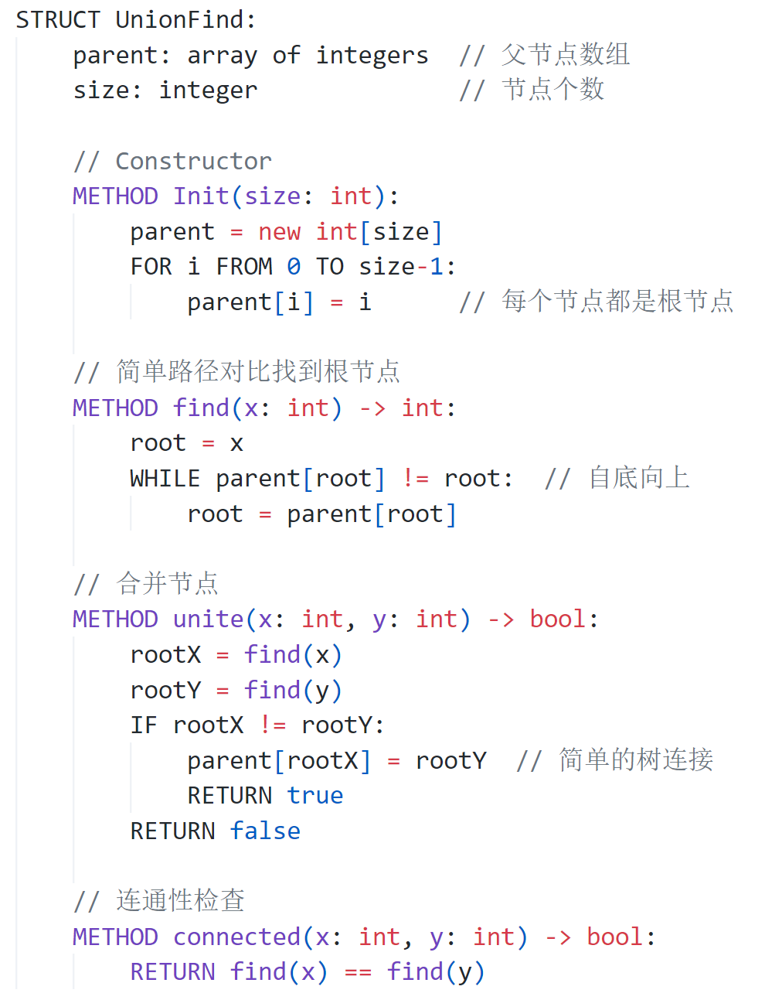 STRUCT UnionFind:
    parent: array of integers  // 父节点数组
    size: integer              // 节点个数

    // Constructor
    METHOD Init(size: int):
        parent = new int[size]
        FOR i FROM 0 TO size-1:
            parent[i] = i      // 每个节点都是根节点

    // 简单路径对比找到根节点
    METHOD find(x: int) -> int:
        root = x
        WHILE parent[root] != root:  // 自底向上
            root = parent[root]

    // 合并节点
    METHOD unite(x: int, y: int) -> bool:
        rootX = find(x)
        rootY = find(y)
        IF rootX != rootY:
            parent[rootX] = rootY  // 简单的树连接
            RETURN true
        RETURN false

    // 连通性检查
    METHOD connected(x: int, y: int) -> bool:
        RETURN find(x) == find(y)